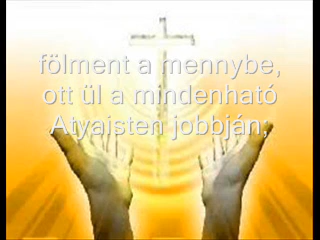 fölment a mennybe,
ott ül a mindenható
Atyaisten jobbján,